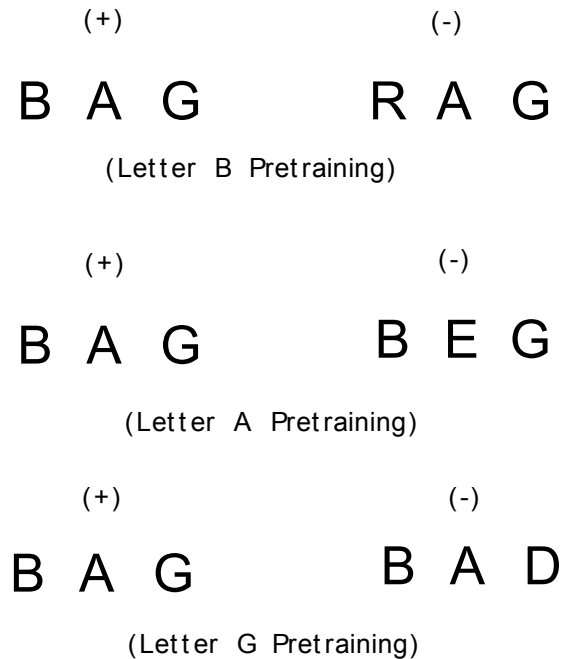 (+) (-)
B A G R A G
(Letter B Pretraining)
(+) (-)
B A G B E G
(Letter A Pretraining)
(+) (-)
B A G B A D
(Letter G Pretraining)